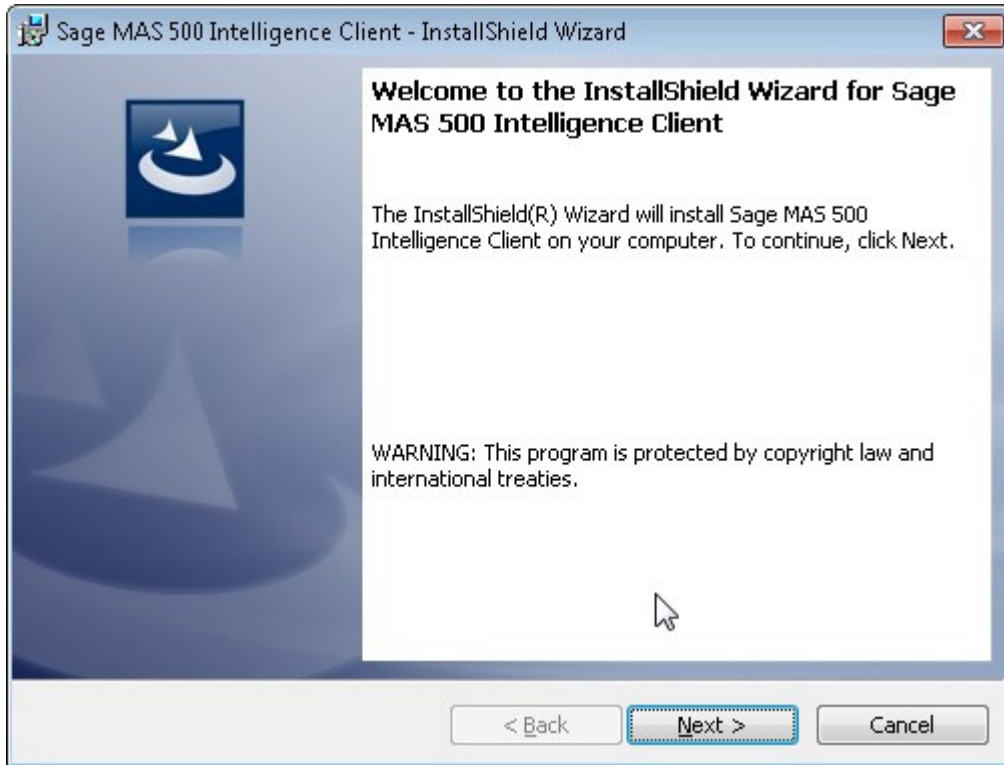 Sage MAS 500 Intelligence Client - InstallShield Wizard
Welcome to the InstallShield Wizard for Sage
MAS 500 Intelligence Client
The InstallShield(R) Wizard will install Sage MAS 500
Intelligence Client on your computer. To continue, click Next.
WARNING: This program is protected by copyright law and
international treaties.
< Back
Next >
Cancel